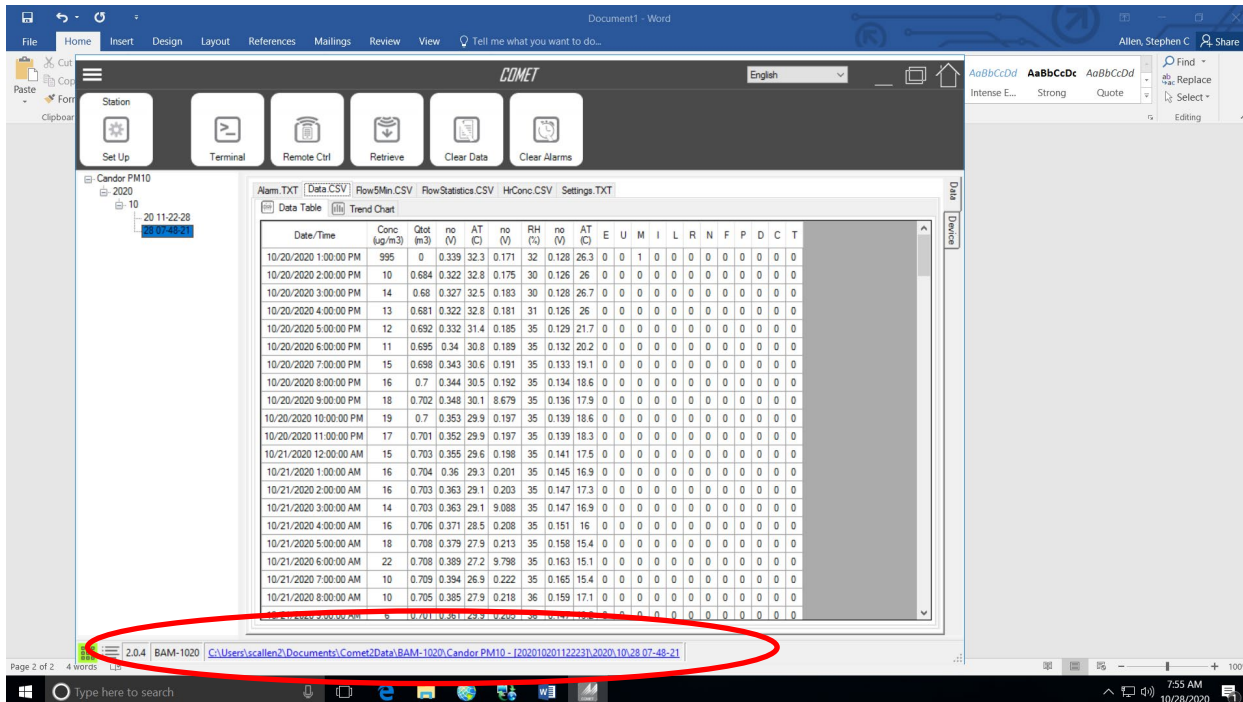 Document1 - Word
File Home Insert Design Layout References Mailings Review View Tell me what you want to do... Allen, Stephen C Share
Cut
Paste
Clipboar
AaBbCcDd AaBbCcDc AaBbCcDd
Intense E... Strong Quote
Find
Replace
Select
Editing
COMET
English
Station
Set Up Terminal Remote Ctrl Retrieve Clear Data Clear Alarms
Candor PM10
2020
10
20 11-22-28
28 07-48-21
Alarm.TXT Data.CSV Flow5Min.CSV FlowStatistics.CSV HrConc.CSV Settings.TXT
Data Table Trend Chart
Data
Device
Date/Time Conc (ug/m3) Qtot (m3) no (V) AT (C) no (V) RH (%) no (V) AT (C) E U M I L R N F P D C T
10/20/2020 1:00:00 PM 995 0 0.339 32.3 0.171 32 0.128 26.3 0 0 1 0 0 0 0 0 0 0 0 0
10/20/2020 2:00:00 PM 10 0.684 0.322 32.8 0.175 30 0.126 26 0 0 0 0 0 0 0 0 0 0 0 0
10/20/2020 3:00:00 PM 14 0.68 0.327 32.5 0.183 30 0.128 26.7 0 0 0 0 0 0 0 0 0 0 0 0
10/20/2020 4:00:00 PM 13 0.681 0.322 32.8 0.181 31 0.126 26 0 0 0 0 0 0 0 0 0 0 0 0
10/20/2020 5:00:00 PM 12 0.692 0.332 31.4 0.185 35 0.129 21.7 0 0 0 0 0 0 0 0 0 0 0 0
10/20/2020 6:00:00 PM 11 0.695 0.34 30.8 0.189 35 0.132 20.2 0 0 0 0 0 0 0 0 0 0 0 0
10/20/2020 7:00:00 PM 15 0.698 0.343 30.6 0.191 35 0.133 19.1 0 0 0 0 0 0 0 0 0 0 0 0
10/20/2020 8:00:00 PM 16 0.7 0.344 30.5 0.192 35 0.134 18.6 0 0 0 0 0 0 0 0 0 0 0 0
10/20/2020 9:00:00 PM 18 0.702 0.348 30.1 8.679 35 0.136 17.9 0 0 0 0 0 0 0 0 0 0 0 0
10/20/2020 10:00:00 PM 19 0.7 0.353 29.9 0.197 35 0.139 18.6 0 0 0 0 0 0 0 0 0 0 0 0
10/20/2020 11:00:00 PM 17 0.701 0.352 29.9 0.197 35 0.139 18.3 0 0 0 0 0 0 0 0 0 0 0 0
10/21/2020 12:00:00 AM 15 0.703 0.355 29.6 0.198 35 0.141 17.5 0 0 0 0 0 0 0 0 0 0 0 0
10/21/2020 1:00:00 AM 16 0.704 0.36 29.3 0.201 35 0.145 16.9 0 0 0 0 0 0 0 0 0 0 0 0
10/21/2020 2:00:00 AM 16 0.703 0.363 29.1 0.203 35 0.147 17.3 0 0 0 0 0 0 0 0 0 0 0 0
10/21/2020 3:00:00 AM 14 0.703 0.363 29.1 9.088 35 0.147 16.9 0 0 0 0 0 0 0 0 0 0 0 0
10/21/2020 4:00:00 AM 16 0.706 0.371 28.5 0.208 35 0.151 16 0 0 0 0 0 0 0 0 0 0 0 0
10/21/2020 5:00:00 AM 18 0.708 0.379 27.9 0.213 35 0.158 15.4 0 0 0 0 0 0 0 0 0 0 0 0
10/21/2020 6:00:00 AM 22 0.708 0.389 27.2 9.798 35 0.163 15.1 0 0 0 0 0 0 0 0 0 0 0 0
10/21/2020 7:00:00 AM 10 0.709 0.394 26.9 0.222 35 0.165 15.4 0 0 0 0 0 0 0 0 0 0 0 0
10/21/2020 8:00:00 AM 10 0.705 0.385 27.9 0.218 36 0.159 17.1 0 0 0 0 0 0 0 0 0 0 0 0
2.0.4 BAM-1020 C:\Users\scallen2\Documents\Comet2Data\BAM-1020\Candor PM10 - [20201020112223]\2020\10\28 07-48-21
Page 2 of 2 4 words
Type here to search
7:55 AM
10/28/2020